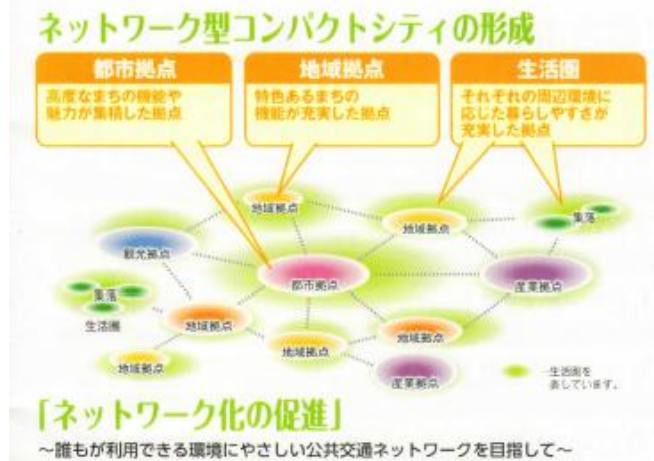 ネットワーク型コンパクトシティの形成
都市拠点
高度なまちの機能や
魅力が集積した拠点
地域拠点
特色あるまちの
機能が充実した拠点
生活圏
それぞれの周辺環境に
応じた暮らしやすさが
充実した拠点
地域拠点
地域拠点
集落
観光拠点
都市拠点
産業拠点
集落
生活圏
地域拠点
地域拠点
地域拠点
地域拠点
産業拠点
生活圏を
表しています。
「ネットワーク化の促進」
～誰もが利用できる環境にやさしい公共交通ネットワークを目指して～